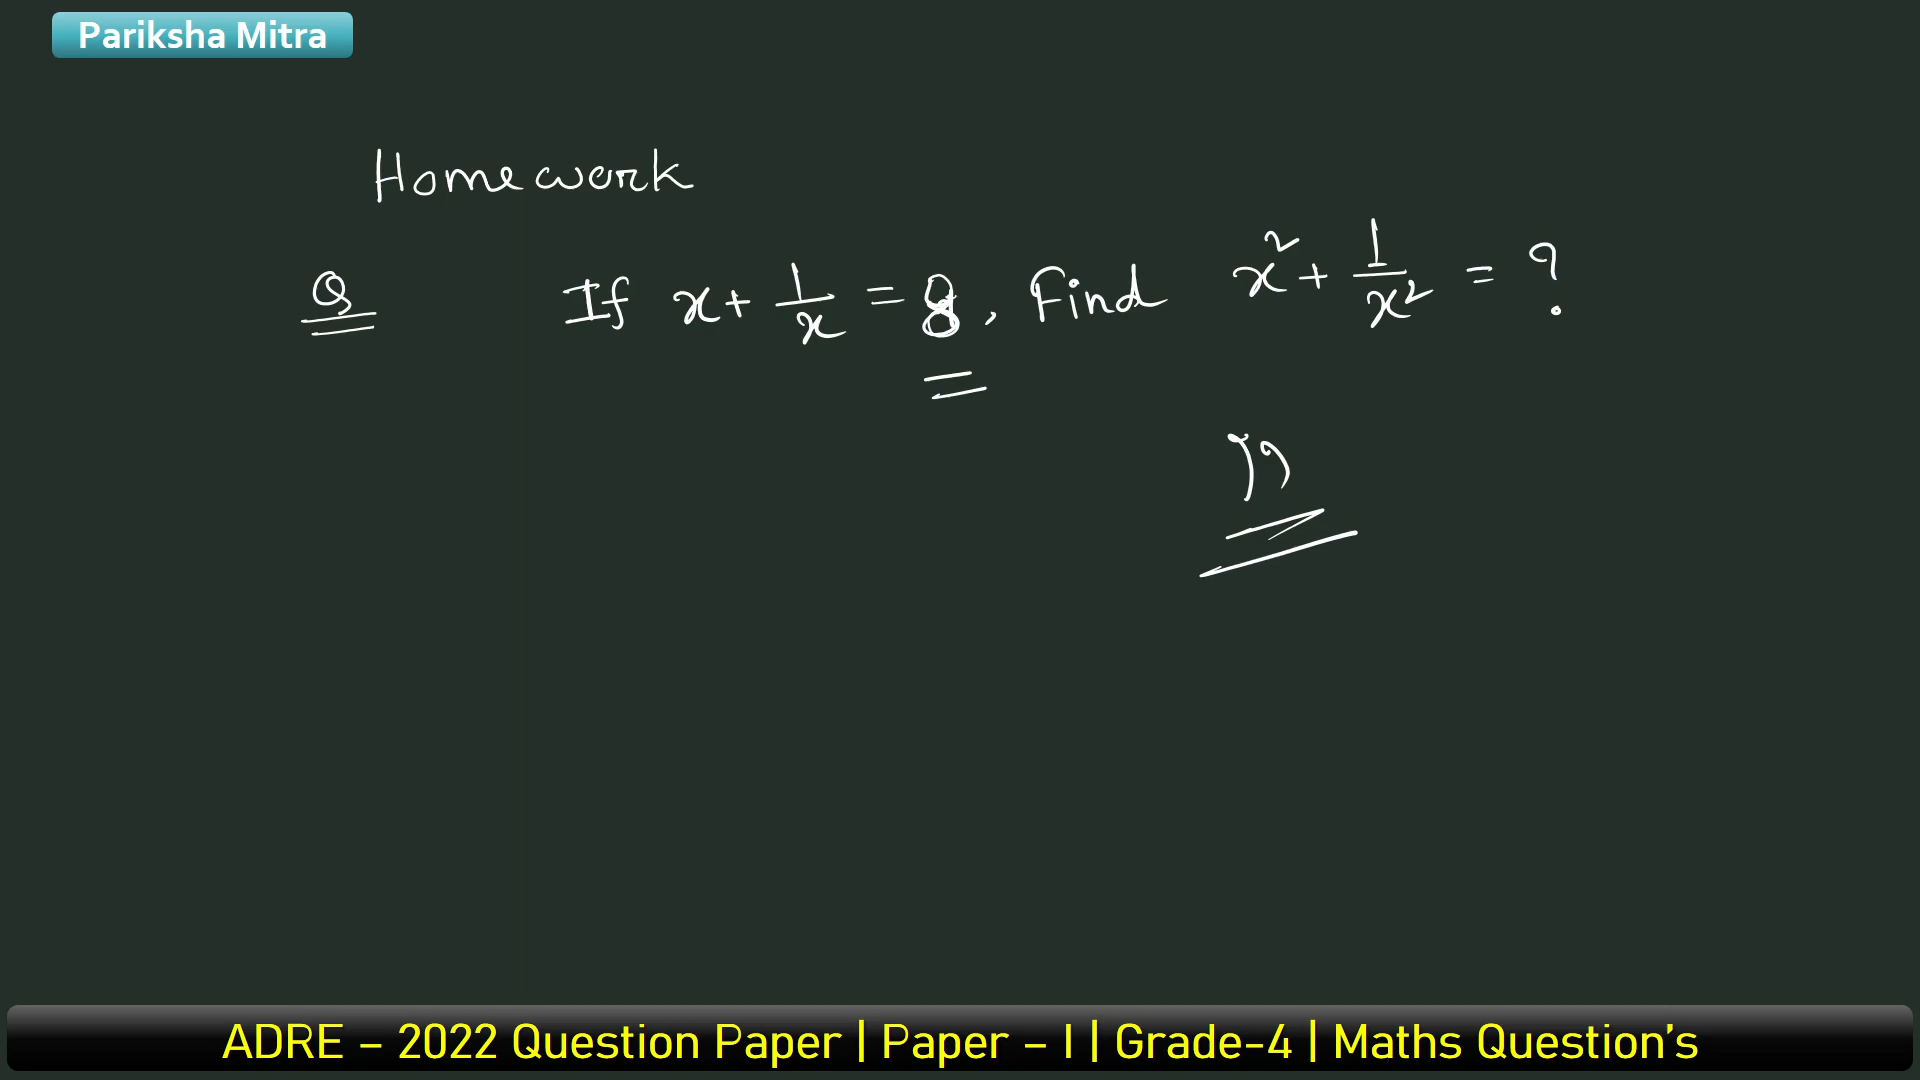 Pariksha Mitra
Homework
Q If x + 1/x = 8, Find x² + 1/x² = ?
ADRE – 2022 Question Paper | Paper – I | Grade-4 | Maths Question’s